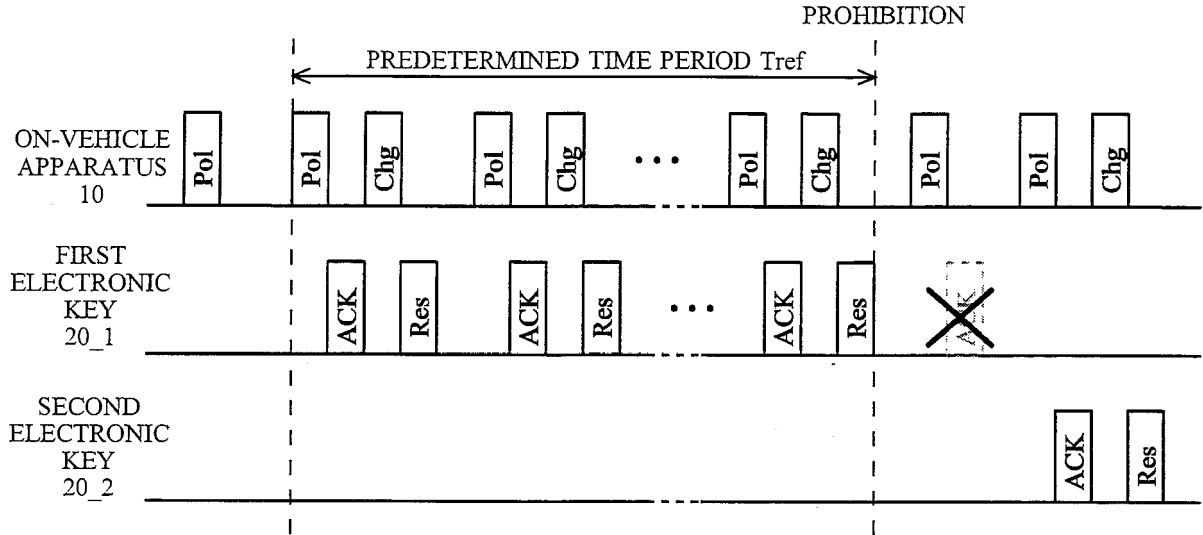 PROHIBITION
PREDETERMINED TIME PERIOD Tref
ON-VEHICLE
APPARATUS
10
Pol
Pol
Chg
Pol
Chg
Pol
Chg
Pol
Pol
Chg
FIRST
ELECTRONIC
KEY
20_1
ACK
Res
ACK
Res
ACK
Res
ACK
SECOND
ELECTRONIC
KEY
20_2
ACK
Res